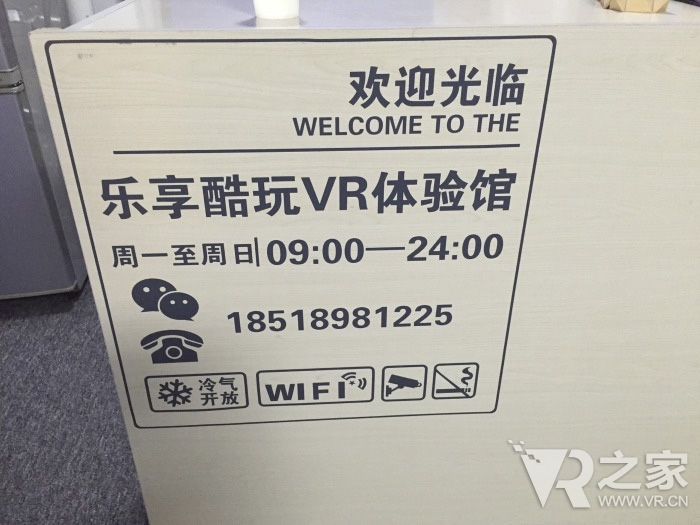 欢迎光临
WELCOME TO THE
乐享酷玩VR体验馆
周一至周日|09:00—24:00
18518981225
冷气
开放
WIFI
VR之家
WWW.VR.CN